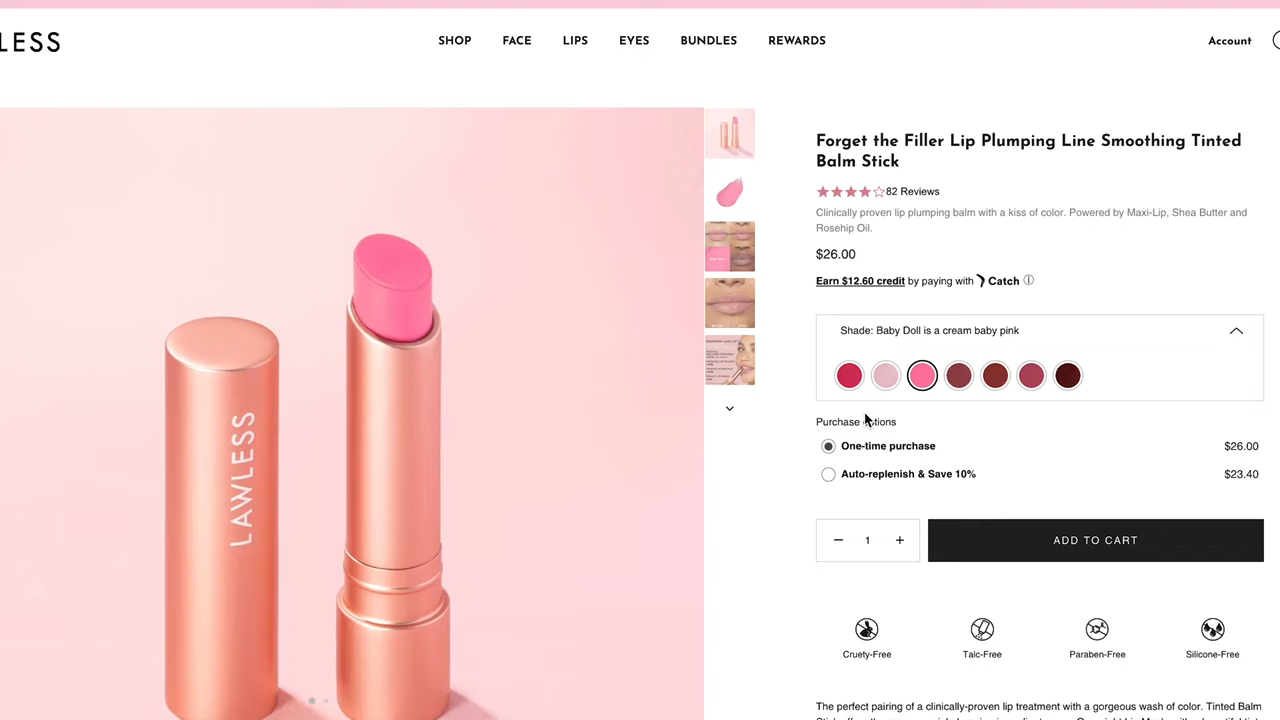 LESS
SHOP
FACE
LIPS
EYES
BUNDLES
REWARDS
Account
LAWLESS
Forget the Filler Lip Plumping Line Smoothing Tinted
Balm Stick
82 Reviews
Clinically proven lip plumping balm with a kiss of color. Powered by Maxi-Lip, Shea Butter and
Rosehip Oil.
$26.00
Earn $12.60 credit by paying with Catch
Shade: Baby Doll is a cream baby pink
Purchase
One-time purchase
$26.00
Auto-replenish & Save 10%
$23.40
− 1 +
ADD TO CART
Cruety-Free
Talc-Free
Paraben-Free
Silicone-Free
The perfect pairing of a clinically-proven lip treatment with a gorgeous wash of color. Tinted Balm